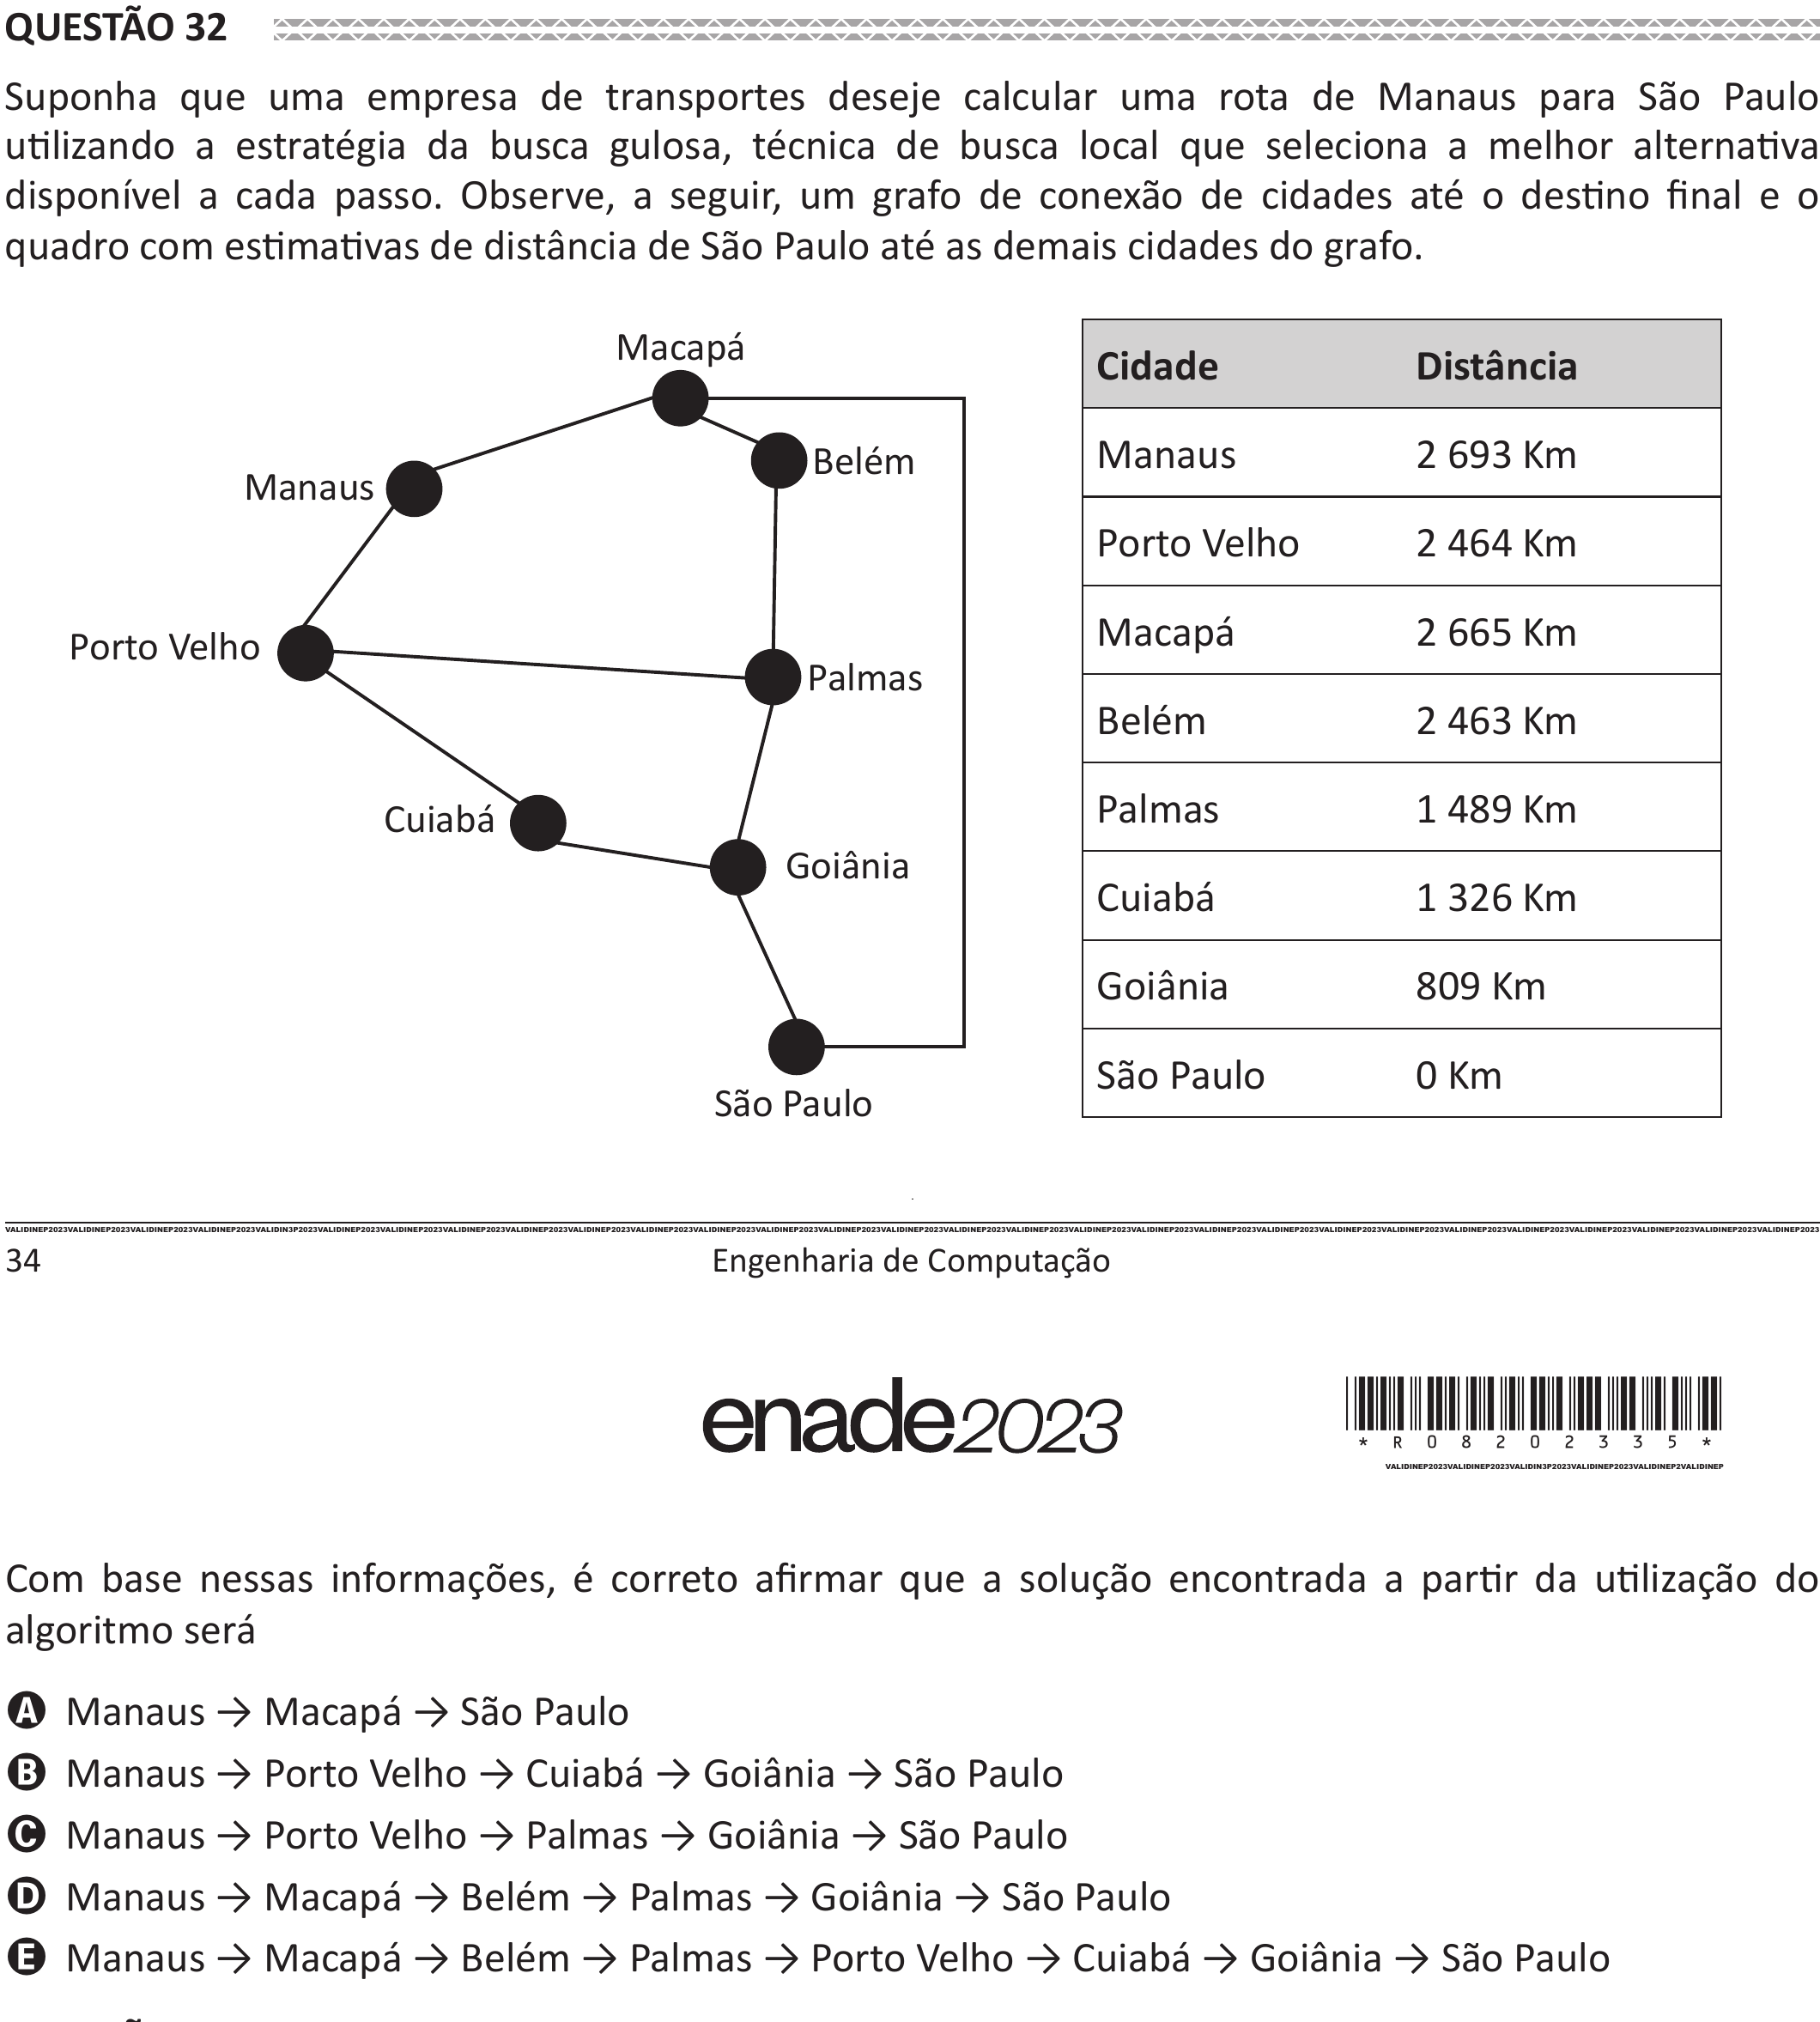 QUESTÃO 32
Suponha que uma empresa de transportes deseje calcular uma rota de Manaus para São Paulo
utilizando a estratégia da busca gulosa, técnica de busca local que seleciona a melhor alternativa
disponível a cada passo. Observe, a seguir, um grafo de conexão de cidades até o destino final e o
quadro com estimativas de distância de São Paulo até as demais cidades do grafo.
Macapá
Belém
Manaus
Porto Velho
Palmas
Cuiabá
Goiânia
São Paulo
Cidade Distância
Manaus 2 693 Km
Porto Velho 2 464 Km
Macapá 2 665 Km
Belém 2 463 Km
Palmas 1 489 Km
Cuiabá 1 326 Km
Goiânia 809 Km
São Paulo 0 Km
34
Engenharia de Computação
enade2023
* R 0 8 2 0 2 3 3 5 *
VALIDINEP2023VALIDINEP2023VALIDIN3P2023VALIDINEP2023VALIDINEP2VALIDINEP
Com base nessas informações, é correto afirmar que a solução encontrada a partir da utilização do
algoritmo será
A Manaus → Macapá → São Paulo
B Manaus → Porto Velho → Cuiabá → Goiânia → São Paulo
C Manaus → Porto Velho → Palmas → Goiânia → São Paulo
D Manaus → Macapá → Belém → Palmas → Goiânia → São Paulo
E Manaus → Macapá → Belém → Palmas → Porto Velho → Cuiabá → Goiânia → São Paulo